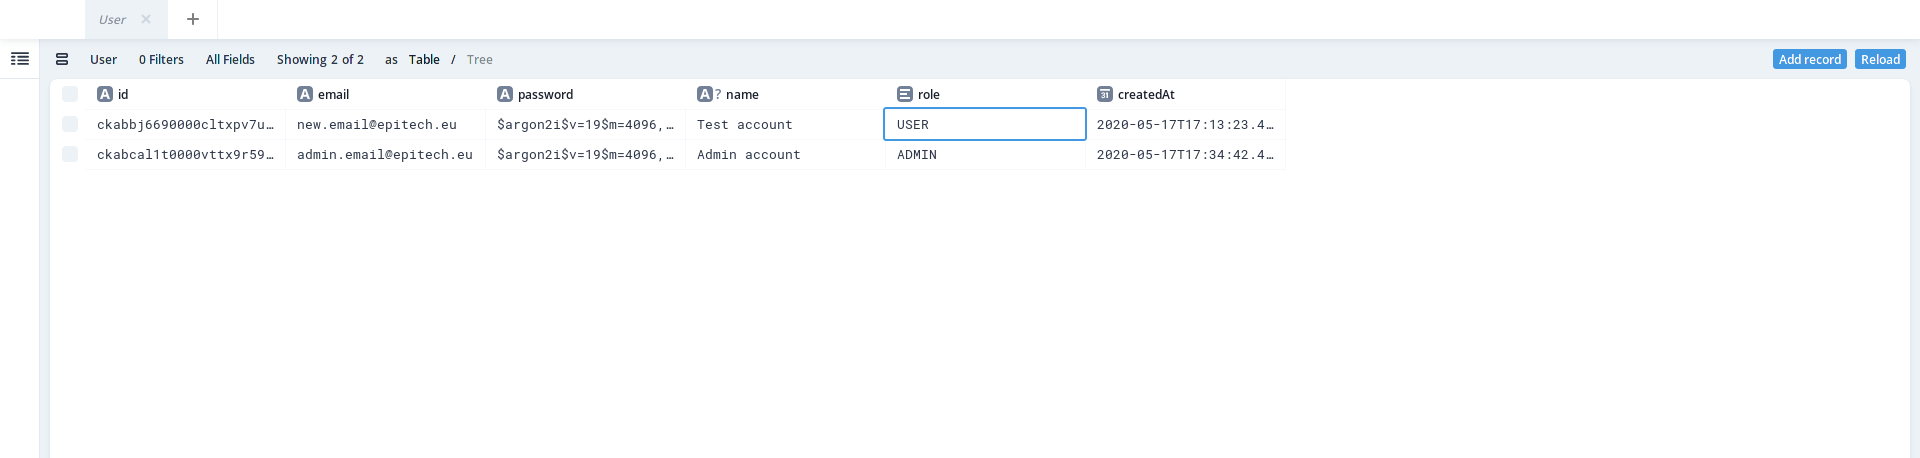 User
User 0 Filters All Fields Showing 2 of 2 as Table / Tree Add record Reload
A id A email A password A ? name role 31 createdAt
ckabbj6690000cltxpv7u… new.email@epitech.eu $argon2i$v=19$m=4096,… Test account USER 2020-05-17T17:13:23.4…
ckabcal1t0000vttx9r59… admin.email@epitech.eu $argon2i$v=19$m=4096,… Admin account ADMIN 2020-05-17T17:34:42.4…